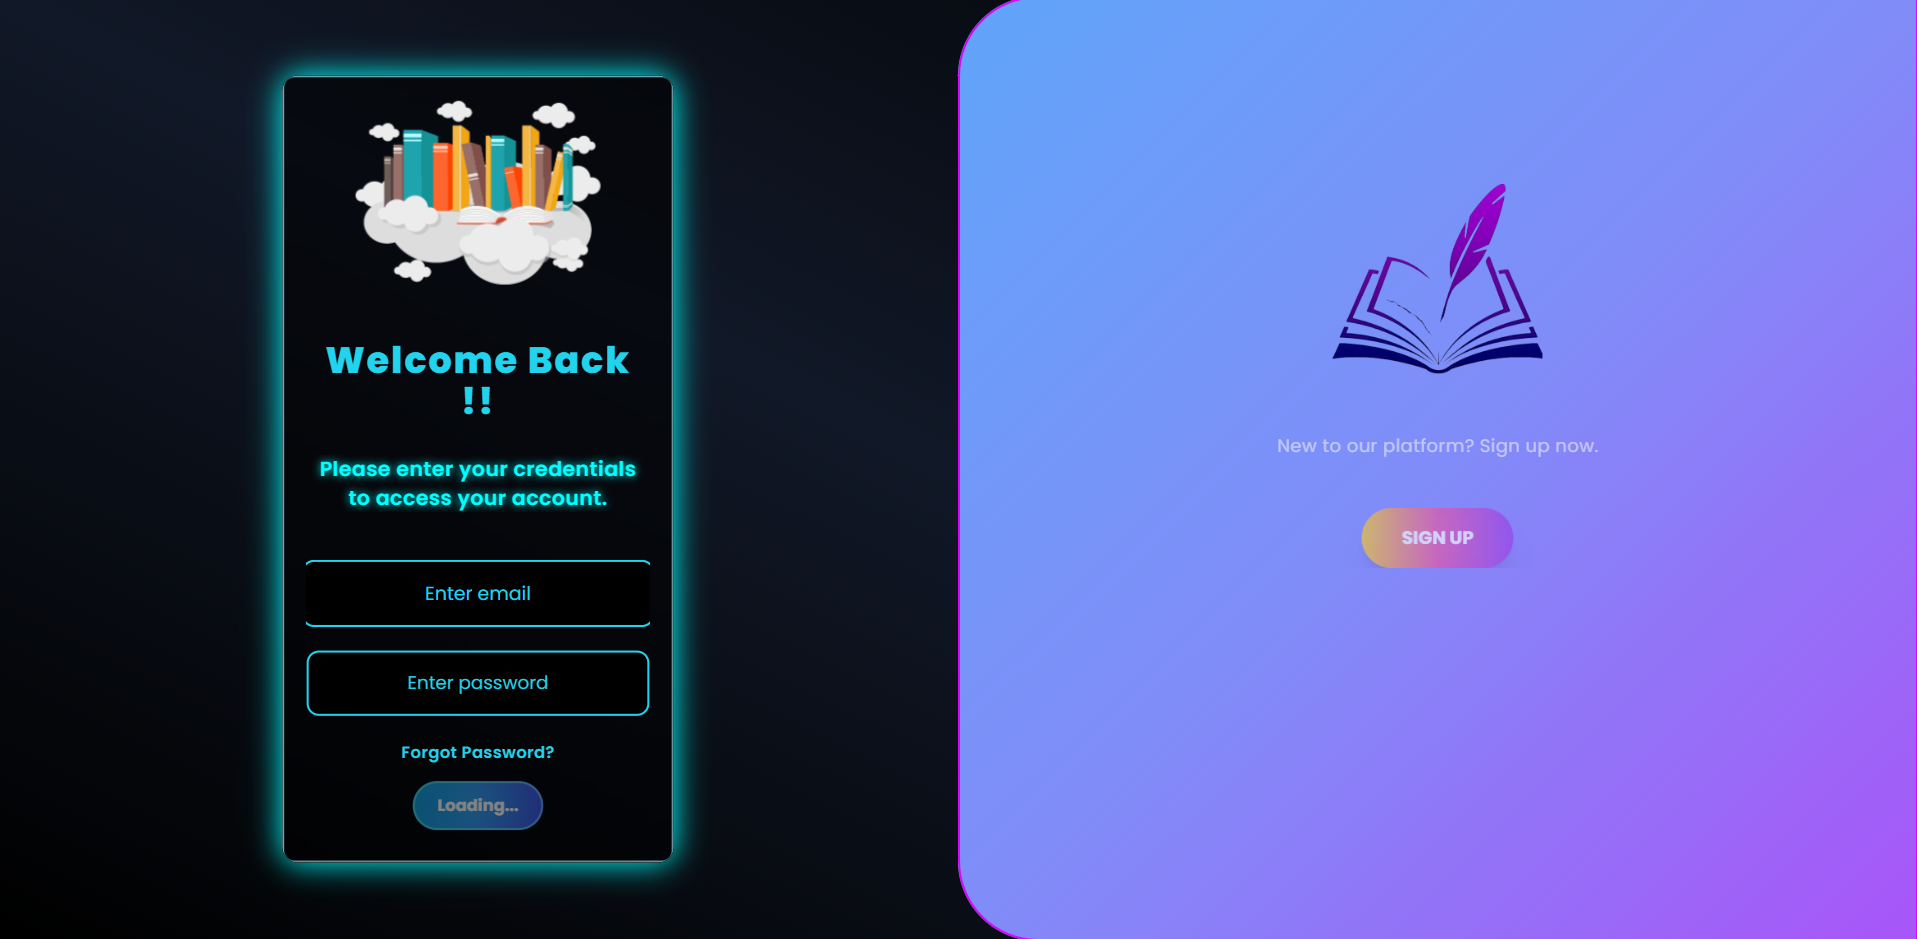 Welcome Back
!!
Please enter your credentials
to access your account.
Enter email
Enter password
Forgot Password?
Loading...
New to our platform? Sign up now.
SIGN UP